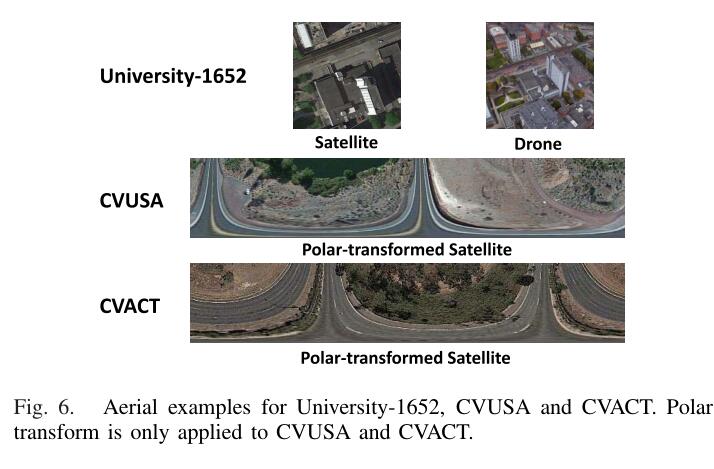 University-1652
Satellite
Drone
CVUSA
Polar-transformed Satellite
CVACT
Polar-transformed Satellite
Fig. 6. Aerial examples for University-1652, CVUSA and CVACT. Polar
transform is only applied to CVUSA and CVACT.